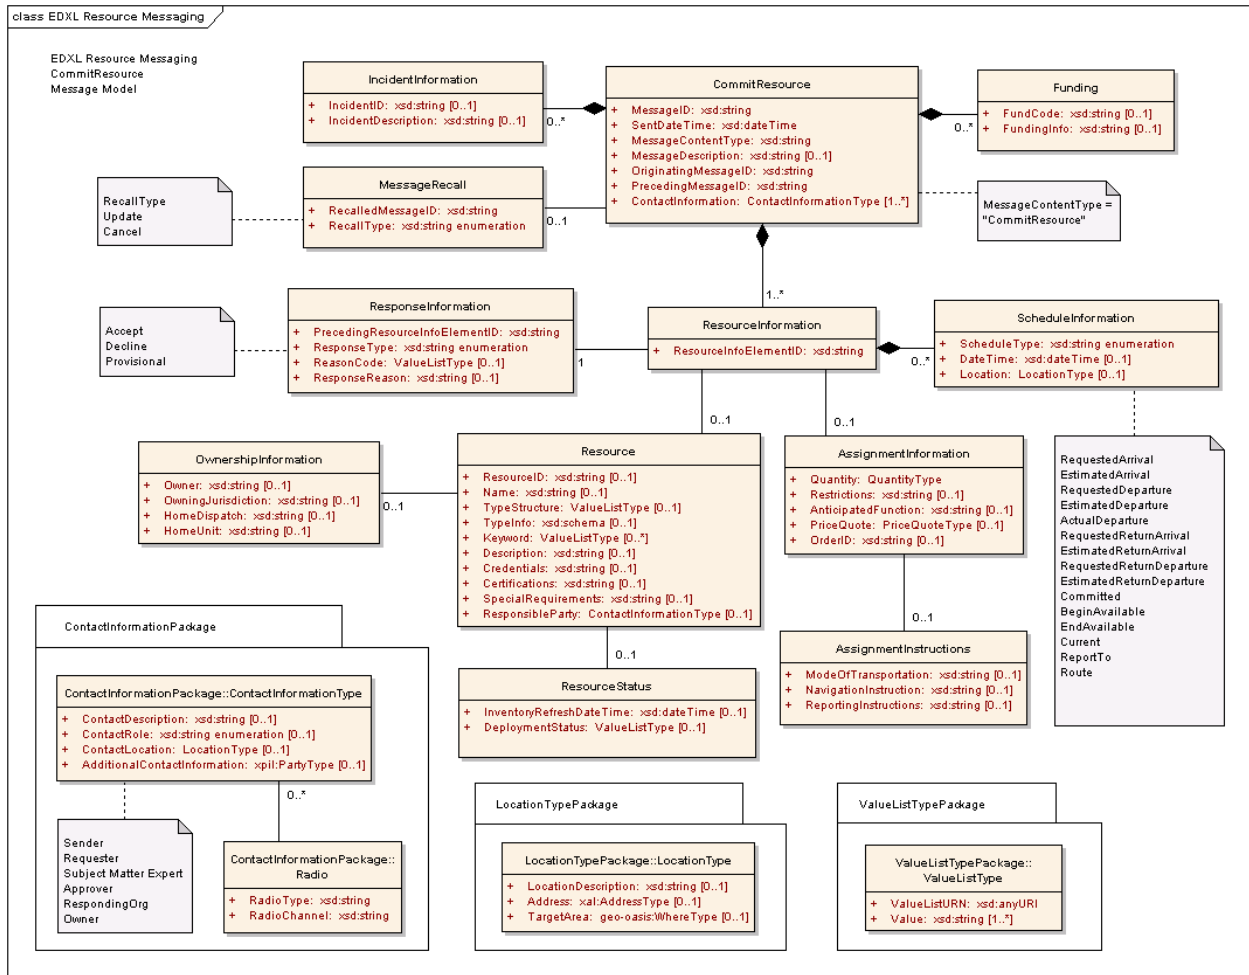 class EDXL Resource Messaging
EDXL Resource Messaging
CommitResource
Message Model
IncidentInformation
+ IncidentID: xsd:string [0..1]
+ IncidentDescription: xsd:string [0..1]
0..*
CommitResource
+ MessageID: xsd:string
+ SentDateTime: xsd:dateTime
+ MessageContentType: xsd:string
+ MessageDescription: xsd:string [0..1]
+ OriginatingMessageID: xsd:string
+ PrecedingMessageID: xsd:string
+ ContactInformation: ContactInformationType [1..*]
Funding
+ FundCode: xsd:string [0..1]
+ FundingInfo: xsd:string [0..1]
0..*
RecallType
Update
Cancel
MessageRecall
+ RecalledMessageID: xsd:string
+ RecallType: xsd:string enumeration
0..1
MessageContentType =
"CommitResource"
1..*
Accept
Decline
Provisional
ResponseInformation
+ PrecedingResourceInfoElementID: xsd:string
+ ResponseType: xsd:string enumeration
+ ReasonCode: ValueListType [0..1]
+ ResponseReason: xsd:string [0..1]
1
ResourceInformation
+ ResourceInfoElementID: xsd:string
0..*
ScheduleInformation
+ ScheduleType: xsd:string enumeration
+ DateTime: xsd:dateTime [0..1]
+ Location: LocationType [0..1]
0..1
0..1
OwnershipInformation
+ Owner: xsd:string [0..1]
+ OwningJurisdiction: xsd:string [0..1]
+ HomeDispatch: xsd:string [0..1]
+ HomeUnit: xsd:string [0..1]
0..1
Resource
+ ResourceID: xsd:string [0..1]
+ Name: xsd:string [0..1]
+ TypeStructure: ValueListType [0..1]
+ TypeInfo: xsd:schema [0..1]
+ Keyword: ValueListType [0..*]
+ Description: xsd:string [0..1]
+ Credentials: xsd:string [0..1]
+ Certifications: xsd:string [0..1]
+ SpecialRequirements: xsd:string [0..1]
+ ResponsibleParty: ContactInformationType [0..1]
0..1
AssignmentInformation
+ Quantity: QuantityType
+ Restrictions: xsd:string [0..1]
+ AnticipatedFunction: xsd:string [0..1]
+ PriceQuote: PriceQuoteType [0..1]
+ OrderID: xsd:string [0..1]
0..1
RequestedArrival
EstimatedArrival
RequestedDeparture
EstimatedDeparture
ActualDeparture
RequestedReturnArrival
EstimatedReturnArrival
RequestedReturnDeparture
EstimatedReturnDeparture
Committed
BeginAvailable
EndAvailable
Current
ReportTo
Route
ResourceStatus
+ InventoryRefreshDateTime: xsd:dateTime [0..1]
+ DeploymentStatus: ValueListType [0..1]
AssignmentInstructions
+ ModeOfTransportation: xsd:string [0..1]
+ NavigationInstruction: xsd:string [0..1]
+ ReportingInstructions: xsd:string [0..1]
ContactInformationPackage
ContactInformationPackage::ContactInformationType
+ ContactDescription: xsd:string [0..1]
+ ContactRole: xsd:string enumeration [0..1]
+ ContactLocation: LocationType [0..1]
+ AdditionalContactInformation: xpil:PartyType [0..1]
0..*
Sender
Requester
Subject Matter Expert
Approver
RespondingOrg
Owner
ContactInformationPackage::
Radio
+ RadioType: xsd:string
+ RadioChannel: xsd:string
LocationTypePackage
LocationTypePackage::LocationType
+ LocationDescription: xsd:string [0..1]
+ Address: xal:AddressType [0..1]
+ TargetArea: geo-oasis:WhereType [0..1]
ValueListTypePackage
ValueListTypePackage::
ValueListType
+ ValueListURN: xsd:anyURI
+ Value: xsd:string [1..*]